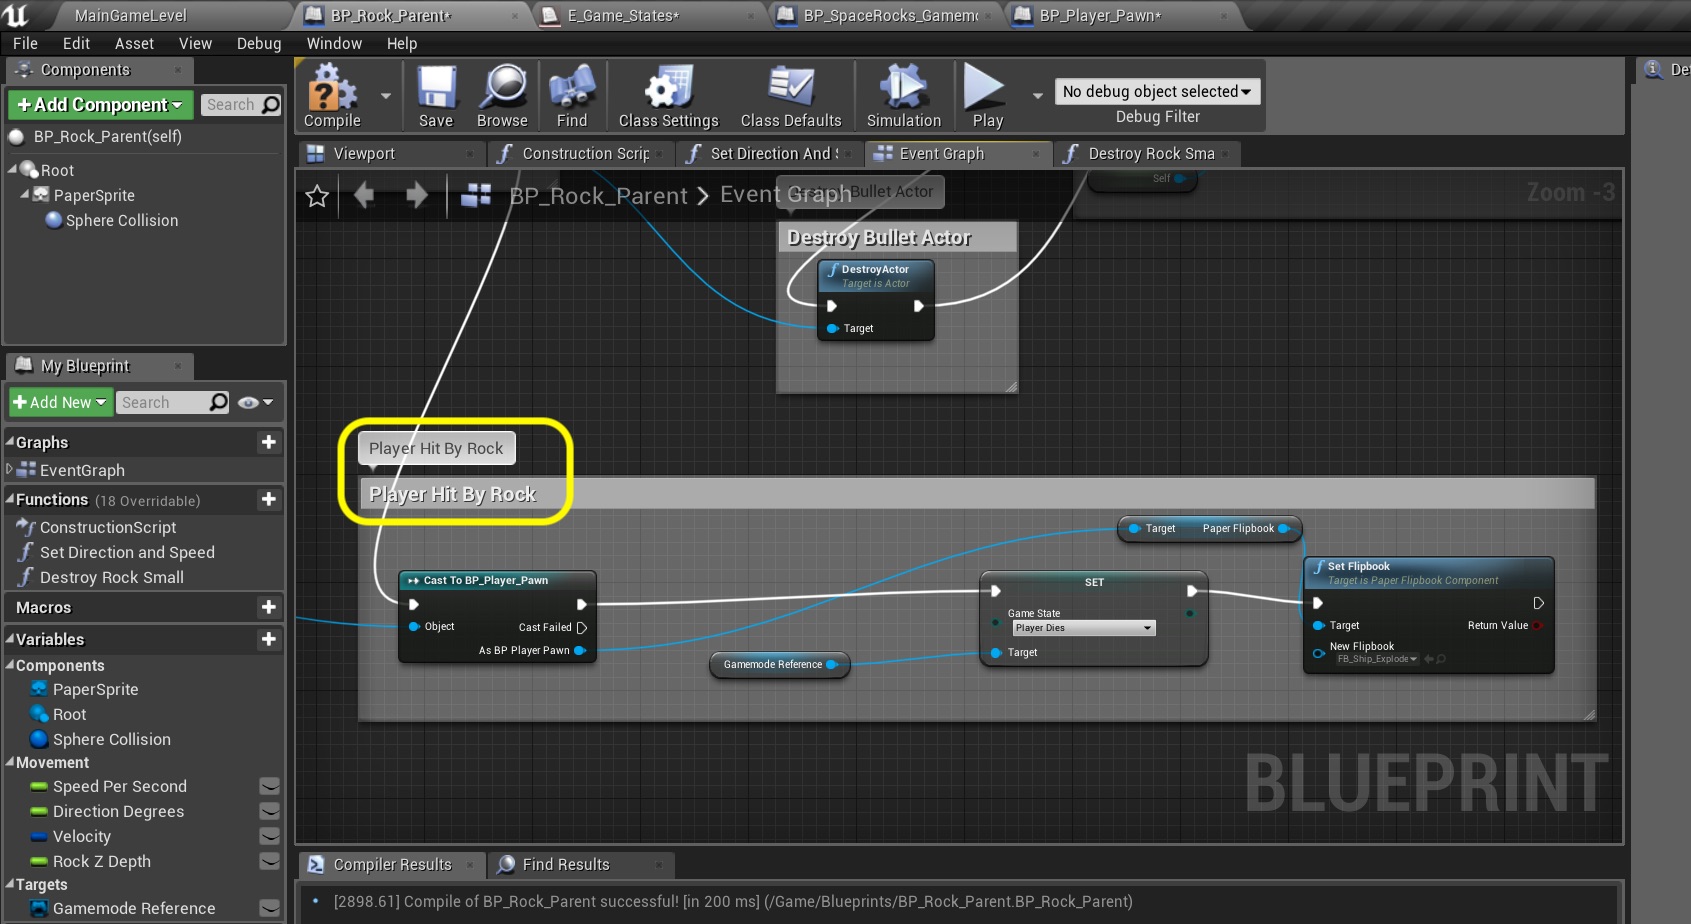 MainGameLevel
BP_Rock_Parent*
E_Game_States*
BP_SpaceRocks_Gamem
BP_Player_Pawn*
File Edit Asset View Debug Window Help
Components
+Add Component
Search
BP_Rock_Parent(self)
Root
PaperSprite
Sphere Collision
My Blueprint
+Add New
Search
Graphs
EventGraph
Functions (18 Overridable)
ConstructionScript
Set Direction and Speed
Destroy Rock Small
Macros
Variables
Components
PaperSprite
Root
Sphere Collision
Movement
Speed Per Second
Direction Degrees
Velocity
Rock Z Depth
Targets
Gamemode Reference
Compile
Save
Browse
Find
Class Settings
Class Defaults
Simulation
Play
No debug object selected
Debug Filter
Det
Viewport
Construction Scrip
Set Direction And S
Event Graph
Destroy Rock Sma
BP_Rock_Parent > Event Graph
Destroy Bullet Actor
Self
Zoom -3
Destroy Bullet Actor
DestroyActor
Target is Actor
Target
Player Hit By Rock
Player Hit By Rock
Cast To BP_Player_Pawn
Object
Cast Failed
As BP Player Pawn
Gamemode Reference
SET
Game State
Player Dies
Target
Target Paper Flipbook
Set Flipbook
Target is Paper Flipbook Component
Target
Return Value
New Flipbook
FB_Ship_Explode
BLUEPRINT
Compiler Results
Find Results
[2898.61] Compile of BP_Rock_Parent successful! [in 200 ms] (/Game/Blueprints/BP_Rock_Parent.BP_Rock_Parent)